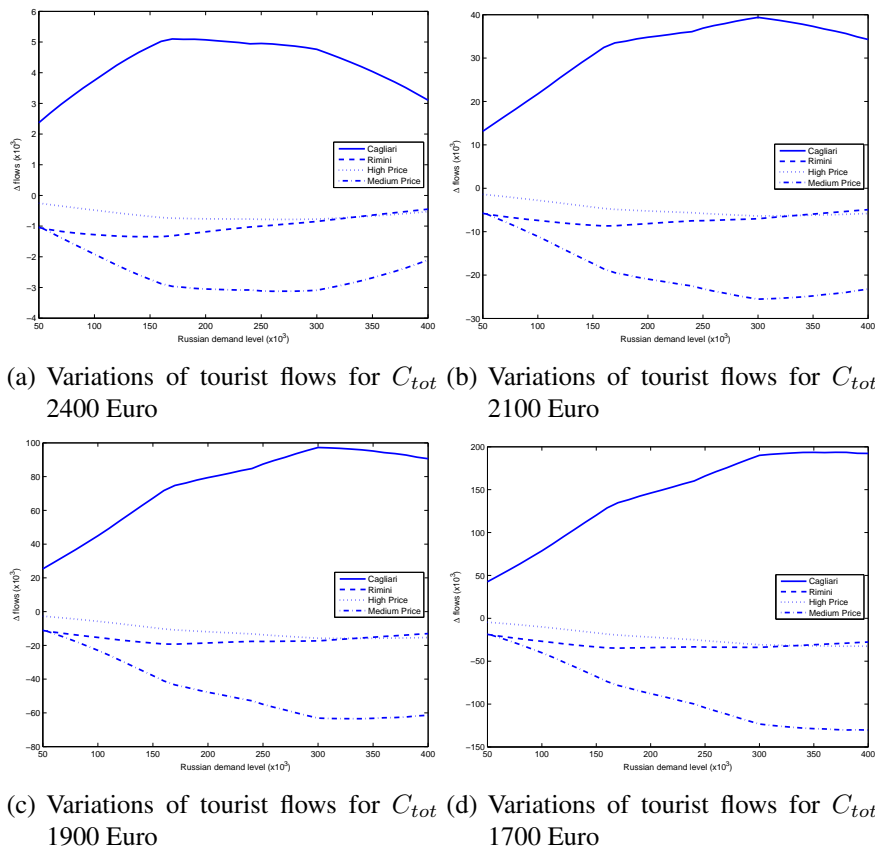 6
5
4
3
2
1
0
−1
−2
−3
−4
50 100 150 200 250 300 350 400
Russian demand level (x10³)
Δ flows (x10³)
Cagliari
Rimini
High Price
Medium Price
40
30
20
10
0
−10
−20
−30
50 100 150 200 250 300 350 400
Russian demand level (x10³)
Δ flows (x10³)
Cagliari
Rimini
High Price
Medium Price
(a) Variations of tourist flows for C_tot
2400 Euro
(b) Variations of tourist flows for C_tot
2100 Euro
100
80
60
40
20
0
−20
−40
−60
−80
50 100 150 200 250 300 350 400
Russian demand level (x10³)
Δ flows (x10³)
Cagliari
Rimini
High Price
Medium Price
200
150
100
50
0
−50
−100
−150
50 100 150 200 250 300 350 400
Russian demand level (x10³)
Δ flows (x10³)
Cagliari
Rimini
High Price
Medium Price
(c) Variations of tourist flows for C_tot
1900 Euro
(d) Variations of tourist flows for C_tot
1700 Euro